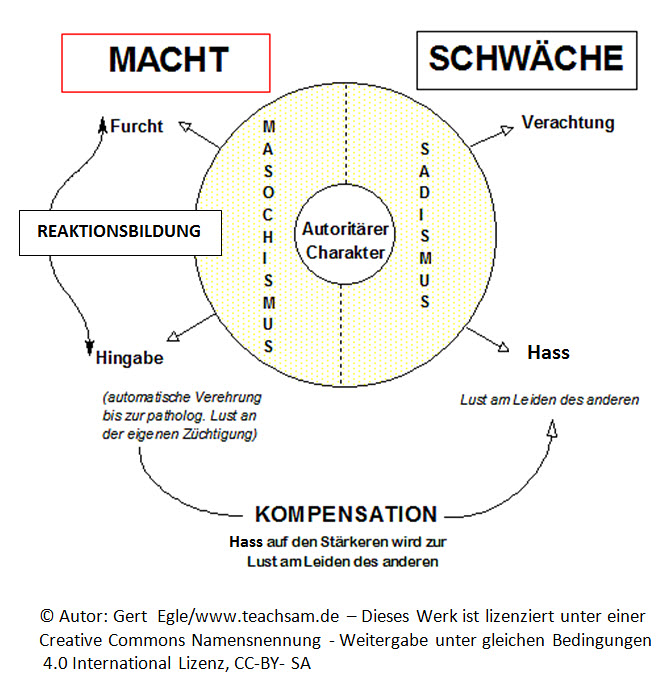 MACHT
SCHWÄCHE
Furcht
Verachtung
MASOCHISMUS
SADISMUS
REAKTIONSBILDUNG
Autoritärer
Charakter
Hingabe
Hass
(automatische Verehrung
bis zur patholog. Lust an
der eigenen Züchtigung)
Lust am Leiden des anderen
KOMPENSATION
Hass auf den Stärkeren wird zur
Lust am Leiden des anderen
© Autor: Gert Egle/www.teachsam.de – Dieses Werk ist lizenziert unter einer
Creative Commons Namensnennung - Weitergabe unter gleichen Bedingungen
4.0 International Lizenz, CC-BY- SA